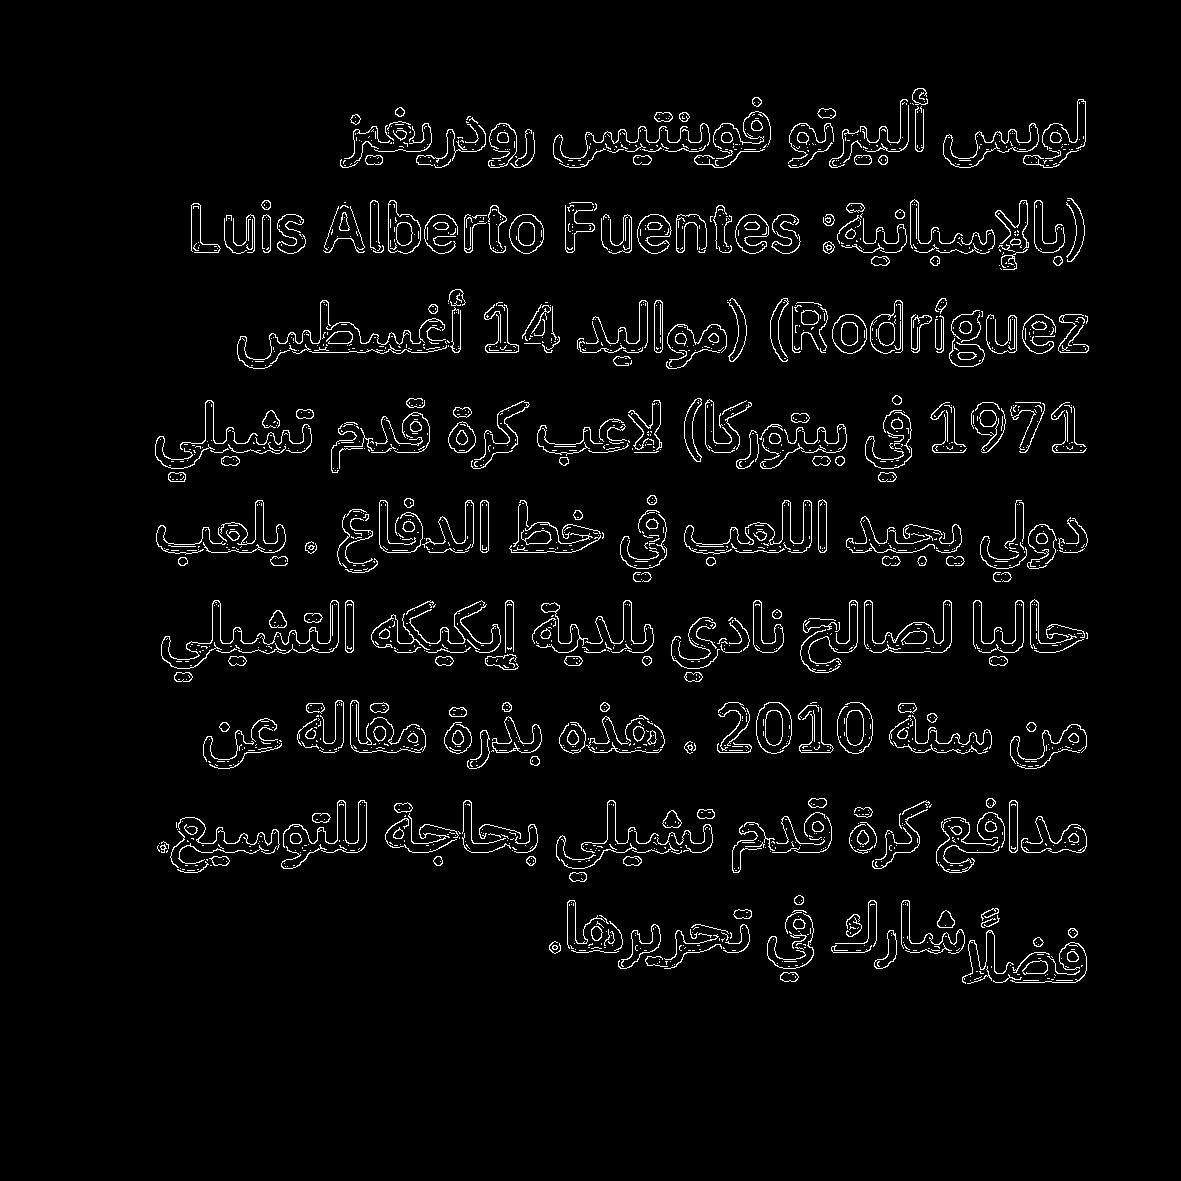 لويس ألبيرتو فوينتيس رودريغيز
(بالإسبانية: Luis Alberto Fuentes
Rodríguez) (مواليد 14 أغسطس
1971 في بيتوركا) لاعب كرة قدم تشيلي
دولي يجيد اللعب في خط الدفاع . يلعب
حاليا لصالح نادي بلدية إيكيكه التشيلي
من سنة 2010 . هذه بذرة مقالة عن
مدافع كرة قدم تشيلي بحاجة للتوسيع.
فضلًا شارك في تحريرها.